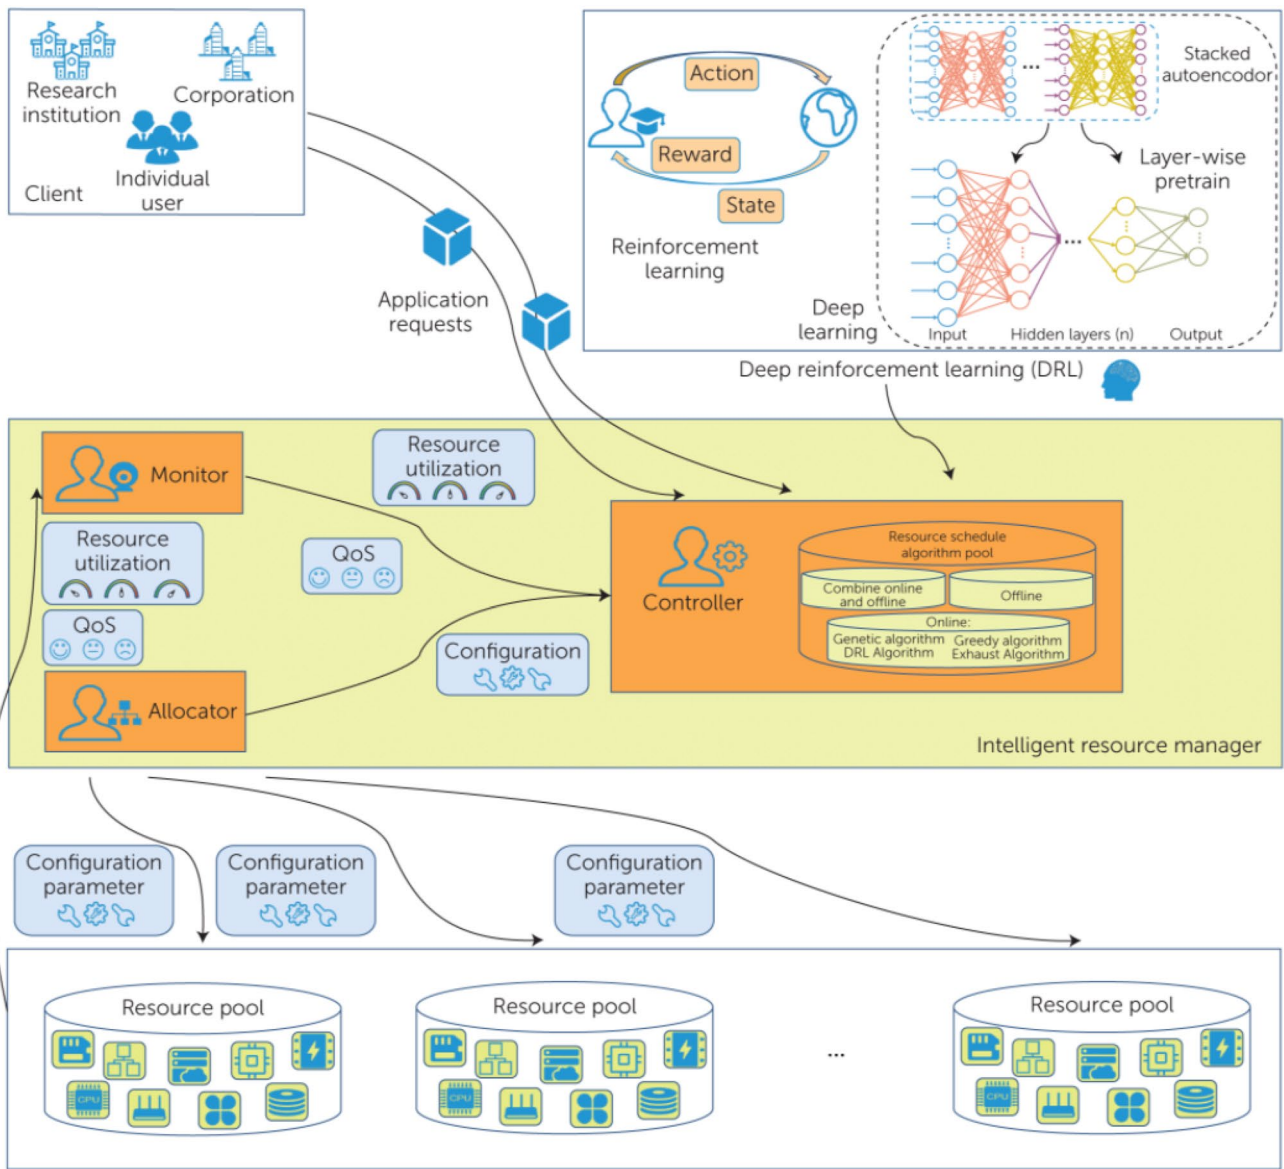 Research
institution
Corporation
Individual
user
Client
Application
requests
Action
Reward
State
Reinforcement
learning
Stacked
autoencodor
Layer-wise
pretrain
Deep
learning
Input
Hidden layers (n)
Output
Deep reinforcement learning (DRL)
Monitor
Resource
utilization
Resource
utilization
QoS
QoS
Configuration
Allocator
Controller
Resource schedule
algorithm pool
Combine online
and offline
Offline
Online:
Genetic algorithm Greedy algorithm
DRL Algorithm Exhaust Algorithm
Intelligent resource manager
Configuration
parameter
Configuration
parameter
Configuration
parameter
Resource pool
CPU
Resource pool
CPU
...
Resource pool
CPU